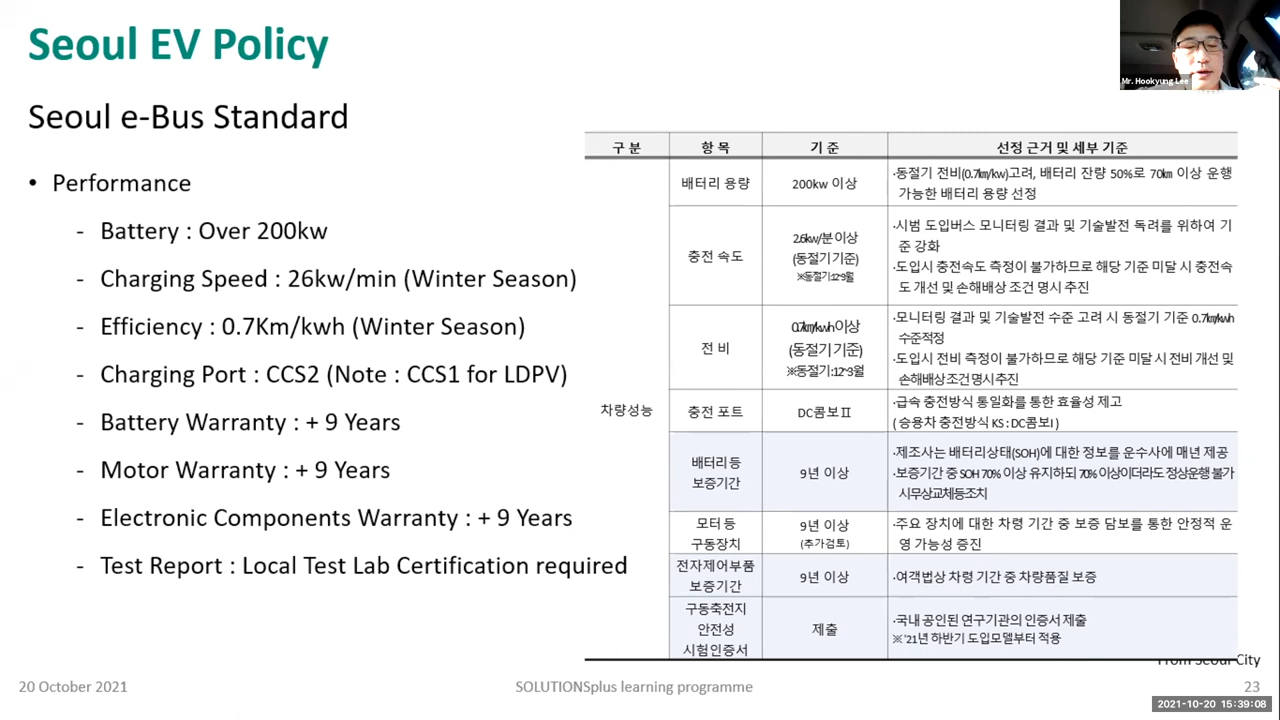 Seoul EV Policy
Mr. Hookyung Lee
Seoul e-Bus Standard
• Performance
- Battery : Over 200kw
- Charging Speed : 26kw/min (Winter Season)
- Efficiency : 0.7Km/kwh (Winter Season)
- Charging Port : CCS2 (Note : CCS1 for LDPV)
- Battery Warranty : + 9 Years
- Motor Warranty : + 9 Years
- Electronic Components Warranty : + 9 Years
- Test Report : Local Test Lab Certification required
구 분 항 목 기 준 선정 근거 및 세부 기준
차량성능
배터리 용량
200kw 이상
·동절기 전비(0.7㎞/kw)고려, 배터리 잔량 50%로 70㎞ 이상 운행
가능한 배터리 용량 선정
충전 속도
2.6kw/분 이상
(동절기 기준)
※동절기:12~3월
·시범 도입버스 모니터링 결과 및 기술발전 독려를 위하여 기
준 강화
·도입시 충전속도 측정이 불가하므로 해당 기준 미달 시 충전속
도 개선 및 손해배상 조건 명시 추진
전 비
0.7㎞/kwh이상
(동절기 기준)
※동절기:12~3월
·모니터링 결과 및 기술발전 수준 고려 시 동절기 기준 0.7㎞/kwh
수준적정
·도입시 전비 측정이 불가하므로 해당 기준 미달 시 전비 개선 및
손해배상조건명시추진
충전 포트
DC콤보Ⅱ
·급속 충전방식 통일화를 통한 효율성 제고
( 승용차 충전방식 KS : DC콤보Ⅰ)
배터리 등
보증기간
9년 이상
·제조사는 배터리상태(SOH)에 대한 정보를 운수사에 매년 제공
·보증기간 중 SOH 70% 이상 유지하되 70% 이상이더라도 정상운행 불가
시 무상교체 등 조치
모터 등
구동장치
9년 이상
(추가검토)
·주요 장치에 대한 차령 기간 중 보증 담보를 통한 안정적 운
영 가능성 증진
전자제어부품
보증기간
9년 이상
·여객법상 차령 기간 중 차량품질 보증
구동축전지
안전성
시험인증서
제출
·국내 공인된 연구기관의 인증서 제출
※ '21년 하반기 도입모델부터 적용
From Seoul City
20 October 2021
SOLUTIONSplus learning programme
23
2021-10-20 15:39:08